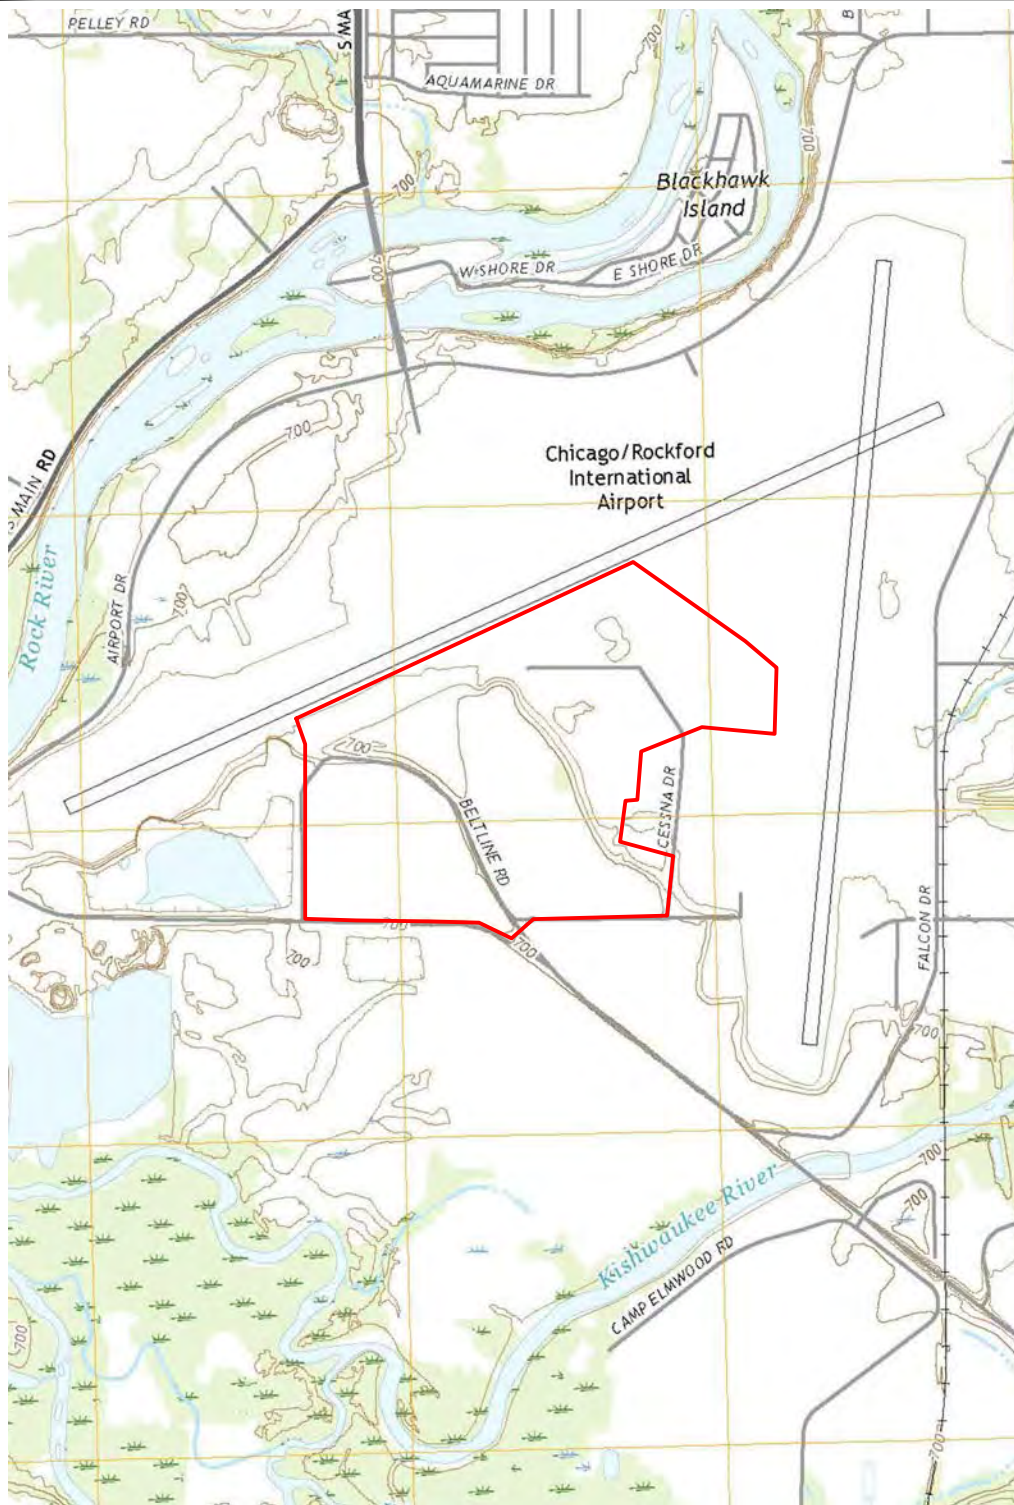 PELLEY RD
S MA
B
700
AQUAMARINE DR
700
700
Blackhawk
Island
700
W SHORE DR
E SHORE DR
700
S MAIN RD
Chicago/Rockford
International
Airport
Rock River
AIRPORT DR
700
700
BELTLINE RD
CESSNA DR
FALCON DR
700
700
700
700
700
Kishwaukee River
700
CAMP ELMWOOD RD
700
700